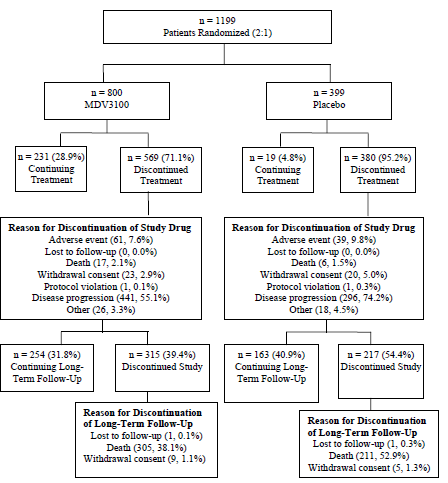 n = 1199
Patients Randomized (2:1)
n = 800
MDV3100
n = 399
Placebo
n = 231 (28.9%)
Continuing
Treatment
n = 569 (71.1%)
Discontinued
Treatment
n = 19 (4.8%)
Continuing
Treatment
n = 380 (95.2%)
Discontinued
Treatment
Reason for Discontinuation of Study Drug
Adverse event (61, 7.6%)
Lost to follow-up (0, 0.0%)
Death (17, 2.1%)
Withdrawal consent (23, 2.9%)
Protocol violation (1, 0.1%)
Disease progression (441, 55.1%)
Other (26, 3.3%)
Reason for Discontinuation of Study Drug
Adverse event (39, 9.8%)
Lost to follow-up (0, 0.0%)
Death (6, 1.5%)
Withdrawal consent (20, 5.0%)
Protocol violation (1, 0.3%)
Disease progression (296, 74.2%)
Other (18, 4.5%)
n = 254 (31.8%)
Continuing Long-
Term Follow-Up
n = 315 (39.4%)
Discontinued Study
n = 163 (40.9%)
Continuing Long-
Term Follow-Up
n = 217 (54.4%)
Discontinued Study
Reason for Discontinuation
of Long-Term Follow-Up
Lost to follow-up (1, 0.1%)
Death (305, 38.1%)
Withdrawal consent (9, 1.1%)
Reason for Discontinuation
of Long-Term Follow-Up
Lost to follow-up (1, 0.3%)
Death (211, 52.9%)
Withdrawal consent (5, 1.3%)